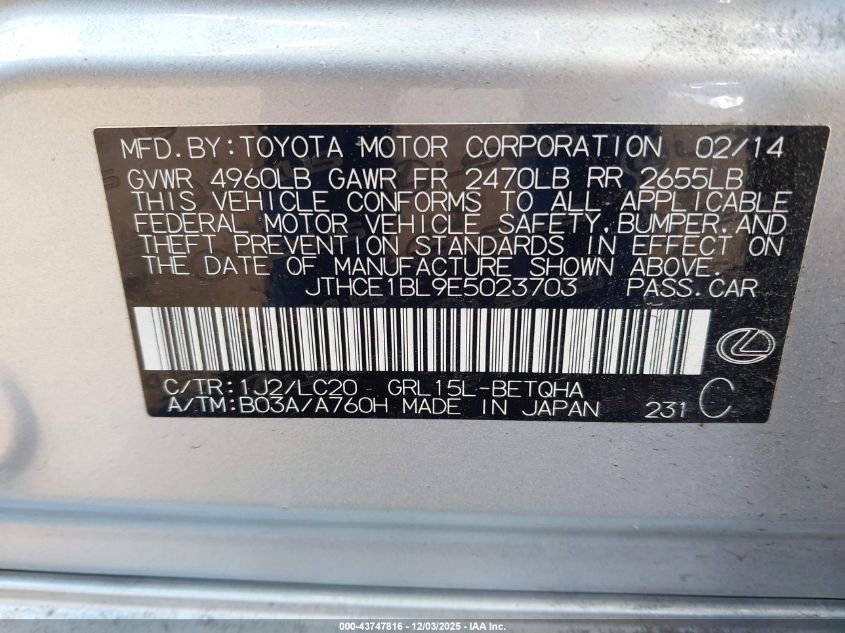 MFD.BY:TOYOTA MOTOR CORPORATION 02/14
GVWR 4960LB GAWR FR 2470LB RR 2655LB
THIS VEHICLE CONFORMS TO ALL APPLICABLE
FEDERAL MOTOR VEHICLE SAFETY,BUMPER,AND
THEFT PREVENTION STANDARDS IN EFFECT ON
THE DATE OF MANUFACTURE SHOWN ABOVE.
JTHCE1BL9E5023703 PASS.CAR
C/TR:1J2/LC20 GRL15L-BETQHA
A/TM:B03A/A760H MADE IN JAPAN 231 C
000-43747816 - 12/03/2025 - IAA Inc.